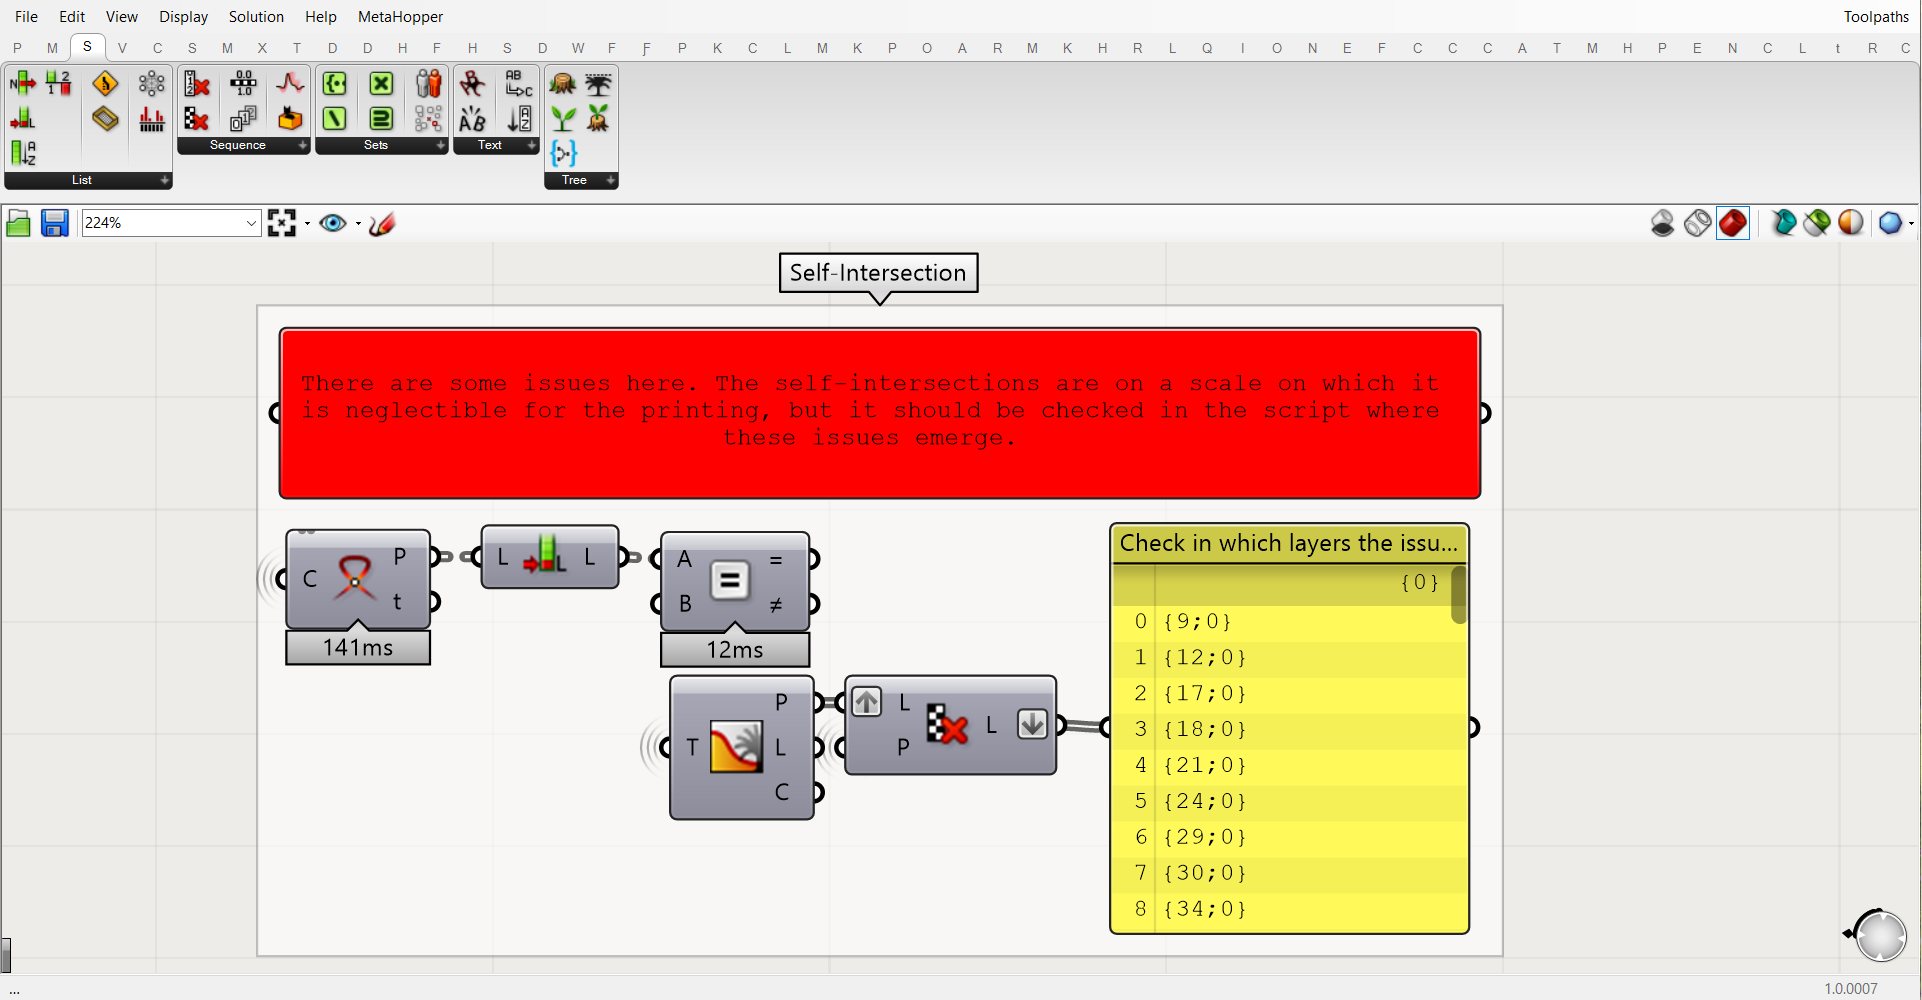 File Edit View Display Solution Help MetaHopper Toolpaths
P M S V C S M X T D D H F H S D W F Ƒ P K C L M K P O A R M K H R L Q I O N E F C C C A T M H P E N C L t R C
List Sequence Sets Text Tree
224%
Self-Intersection
There are some issues here. The self-intersections are on a scale on which it
is neglectible for the printing, but it should be checked in the script where
these issues emerge.
C P t
141ms
L L
A B = ≠
12ms
T P L C
L P L
Check in which layers the issu...
{0}
0 {9;0}
1 {12;0}
2 {17;0}
3 {18;0}
4 {21;0}
5 {24;0}
6 {29;0}
7 {30;0}
8 {34;0}
...
1.0.0007